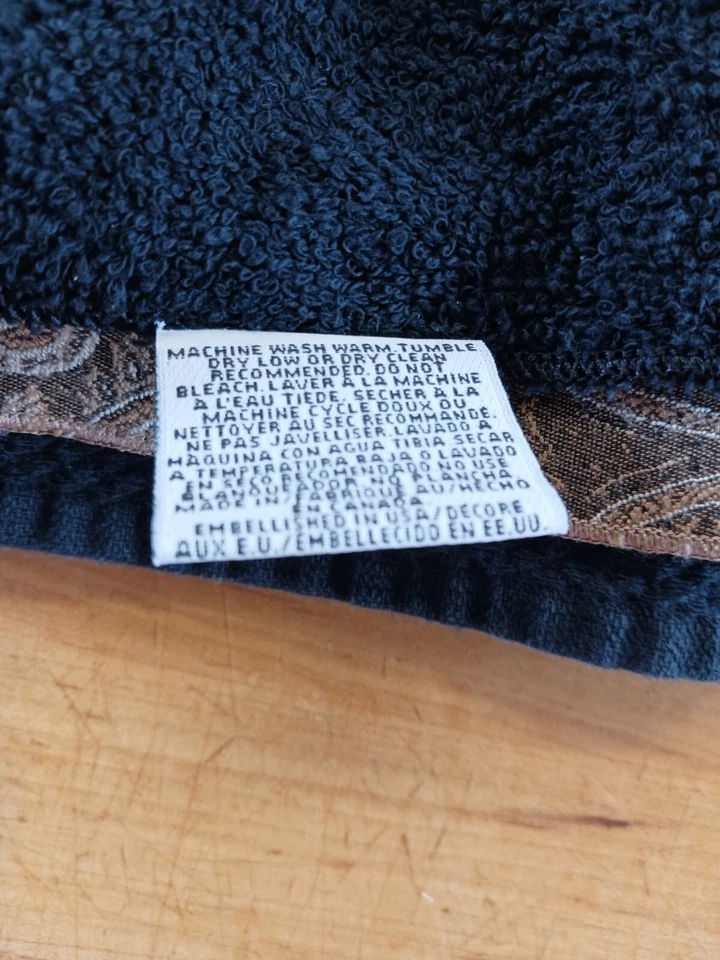 MACHINE WASH WARM.TUMBLE
DRY LOW OR DRY CLEAN
RECOMMENDED. DO NOT
BLEACH.LAVER A LA MACHINE
A L'EAU TIEDE. SECHER A LA
MACHINE CYCLE DOUX OU
NETTOYER AU SEC RECOMMANDE.
NE PAS JAVELLISER LAVADO A
MAQUINA CON AGUA TIBIA SECAR
A TEMPERATURA BAJA O LAVADO
EN SECO RECOMENDADO NO USE
NO PLANCHA
MADE IN AU/HECHO
EN CANADA
EMBELLISHED IN USA/DECORE
AUX E.U./EMBELLECIDO EN EE.UU.